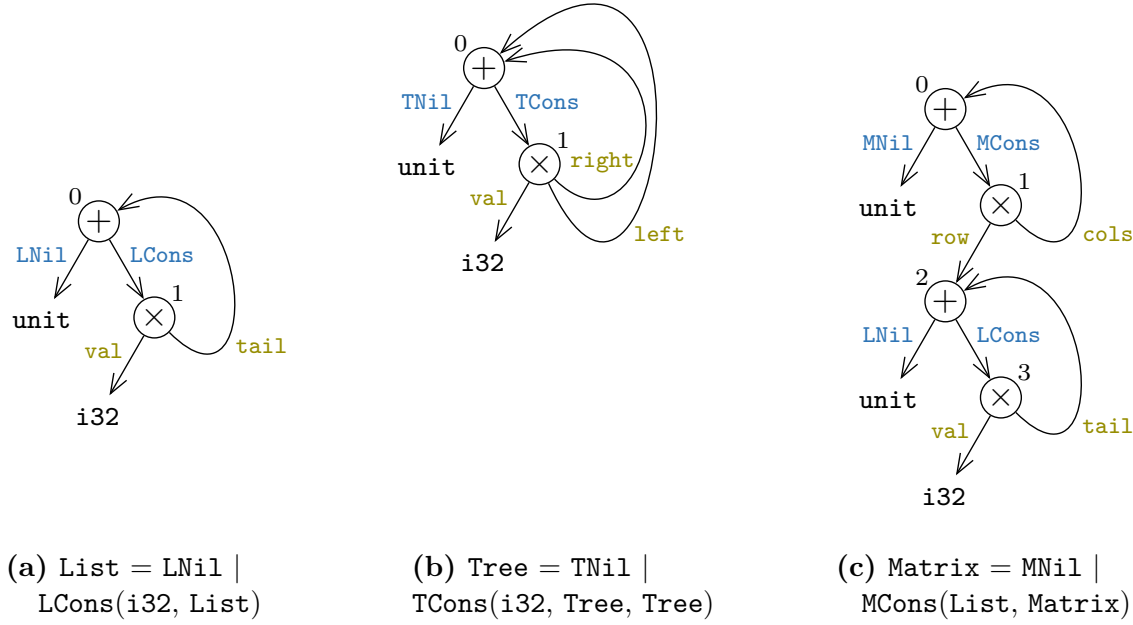 0
+
LNil
LCons
1
unit
×
val
tail
i32
(a) List = LNil |
LCons(i32, List)
0
+
TNil
TCons
1
unit
×
right
val
left
i32
(b) Tree = TNil |
TCons(i32, Tree, Tree)
0
+
MNil
MCons
1
unit
×
row
cols
2
+
LNil
LCons
3
unit
×
val
tail
i32
(c) Matrix = MNil |
MCons(List, Matrix)